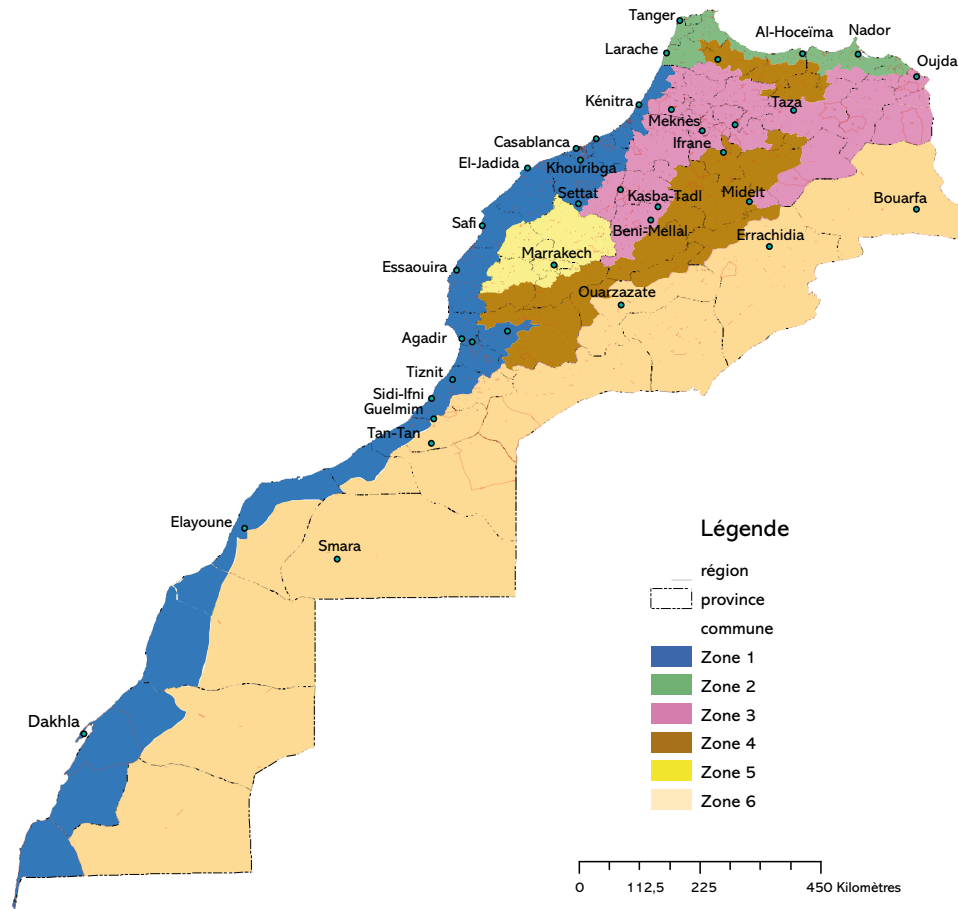 Tanger
Al-Hoceïma
Nador
Larache
Oujda
Kénitra
Taza
Meknès
Casablanca
Ifrane
El-Jadida
Khouribga
Settat
Kasba-Tadl
Midelt
Bouarfa
Safi
Beni-Mellal
Errachidia
Marrakech
Essaouira
Ouarzazate
Agadir
Tiznit
Sidi-Ifni
Guelmim
Tan-Tan
Elayoune
Smara
Dakhla
Légende
région
province
commune
Zone 1
Zone 2
Zone 3
Zone 4
Zone 5
Zone 6
0 112,5 225 450 Kilomètres